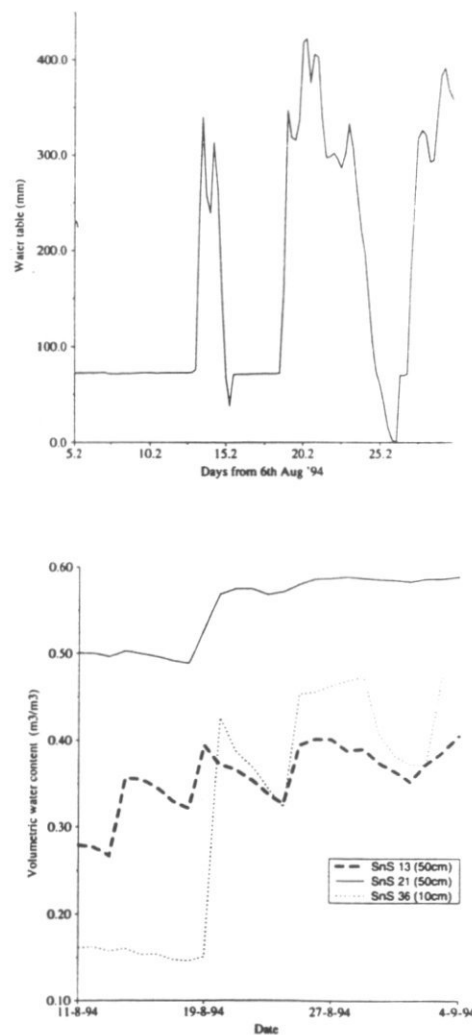 400.0
300.0
200.0
100.0
0.0
Water table (mm)
5.2 10.2 15.2 20.2 25.2
Days from 6th Aug `94
0.60
0.50
0.40
0.30
0.20
0.10
Volumetric water content (m3/m3)
SnS 13 (50cm)
SnS 21 (50cm)
SnS 36 (10cm)
11-8-94 19-8-94 27-8-94 4-9-94
Date